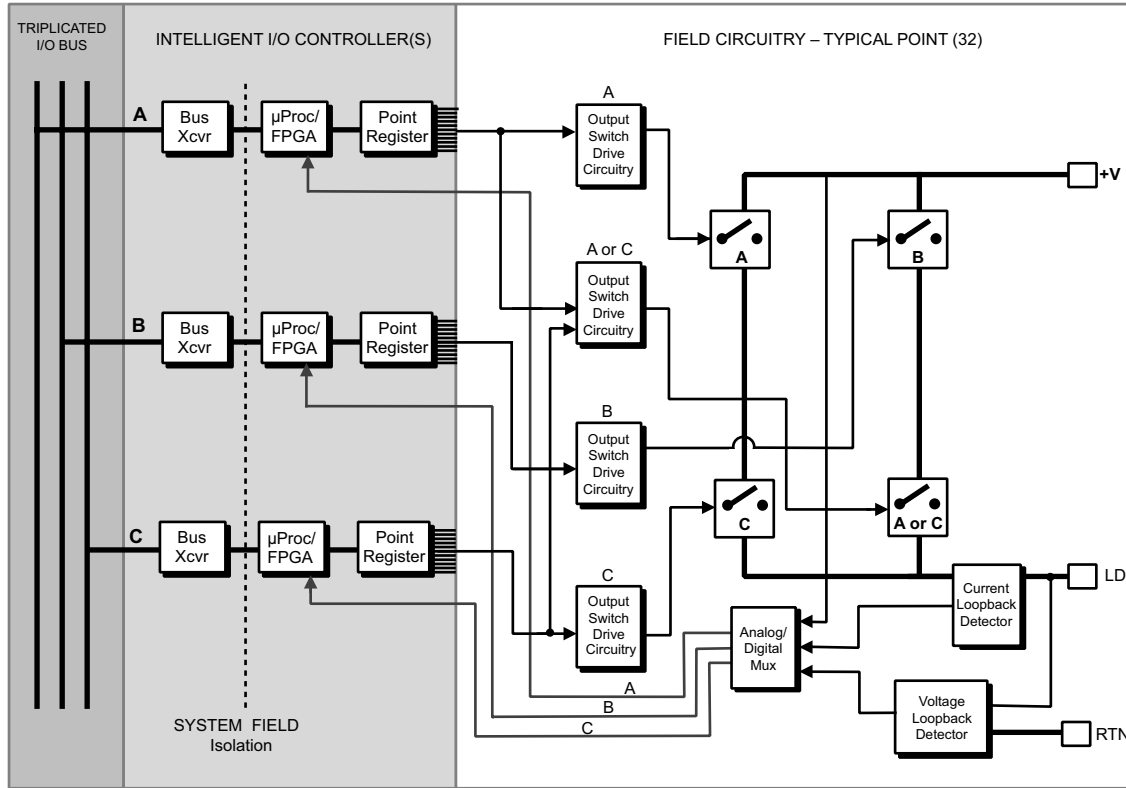 TRIPLICATED
I/O BUS
INTELLIGENT I/O CONTROLLER(S)
FIELD CIRCUITRY – TYPICAL POINT (32)
A
Bus
Xcvr
µProc/
FPGA
Point
Register
A
Output
Switch
Drive
Circuitry
+V
A
B
A or C
Output
Switch
Drive
Circuitry
B
Bus
Xcvr
µProc/
FPGA
Point
Register
B
Output
Switch
Drive
Circuitry
C
A or C
C
Bus
Xcvr
µProc/
FPGA
Point
Register
C
Output
Switch
Drive
Circuitry
Current
Loopback
Detector
LD
Analog/
Digital
Mux
A
B
C
Voltage
Loopback
Detector
RTN
SYSTEM FIELD
Isolation